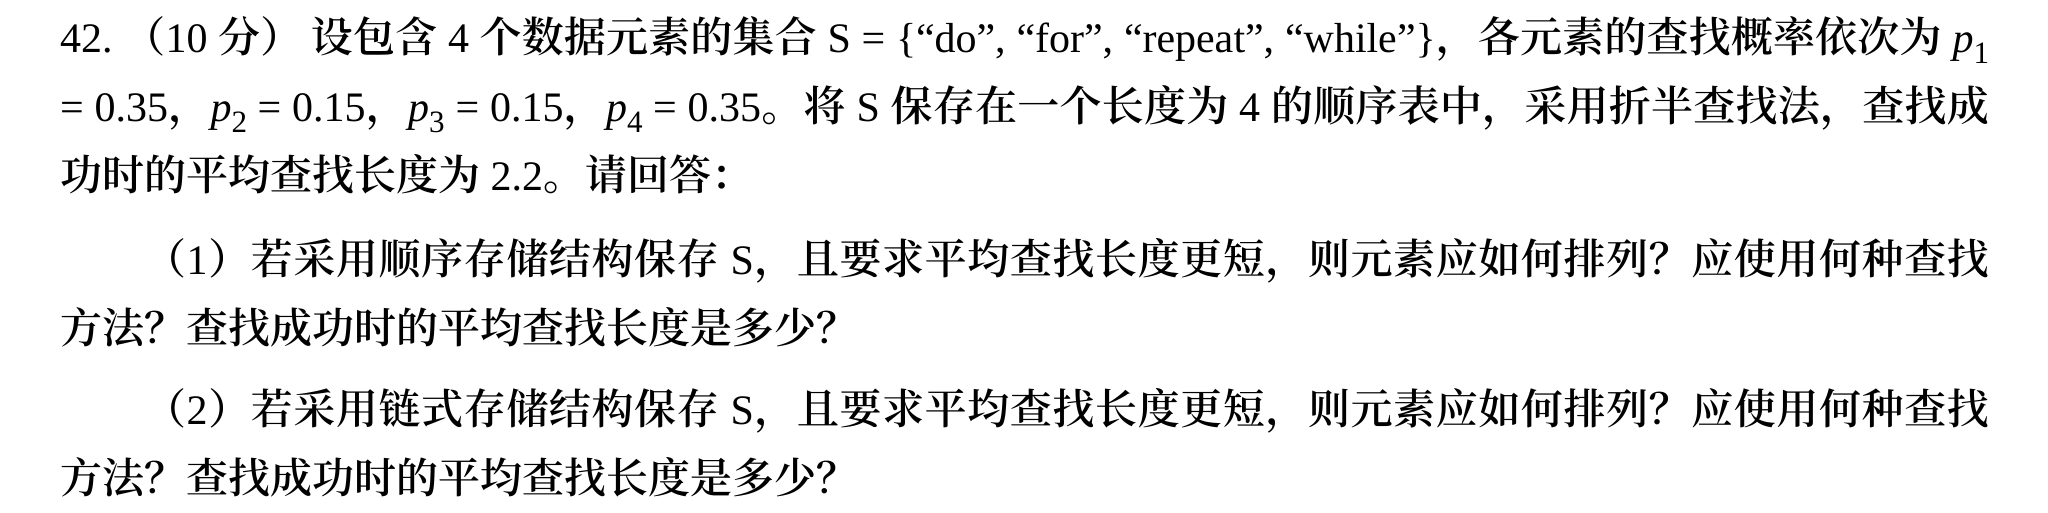 42. （10 分） 设包含 4 个数据元素的集合 S = {“do”, “for”, “repeat”, “while”}，各元素的查找概率依次为 p₁
= 0.35，p₂ = 0.15，p₃ = 0.15，p₄ = 0.35。将 S 保存在一个长度为 4 的顺序表中，采用折半查找法，查找成
功时的平均查找长度为 2.2。请回答：
（1）若采用顺序存储结构保存 S，且要求平均查找长度更短，则元素应如何排列？应使用何种查找
方法？查找成功时的平均查找长度是多少？
（2）若采用链式存储结构保存 S，且要求平均查找长度更短，则元素应如何排列？应使用何种查找
方法？查找成功时的平均查找长度是多少？